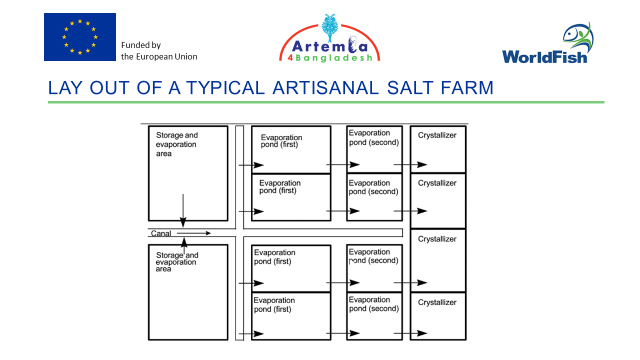 Funded by
the European Union
Artemia
4Bangladesh
WorldFish
LAY OUT OF A TYPICAL ARTISANAL SALT FARM
Storage and
evaporation
area
Evaporation
pond (first)
Evaporation
pond (second)
Crystallizer
Evaporation
pond (first)
Evaporation
pond (second)
Crystallizer
Canal
Storage and
evaporation
area
Evaporation
pond (first)
Evaporation
pond (second)
Crystallizer
Evaporation
pond (first)
Evaporation
pond (second)
Crystallizer